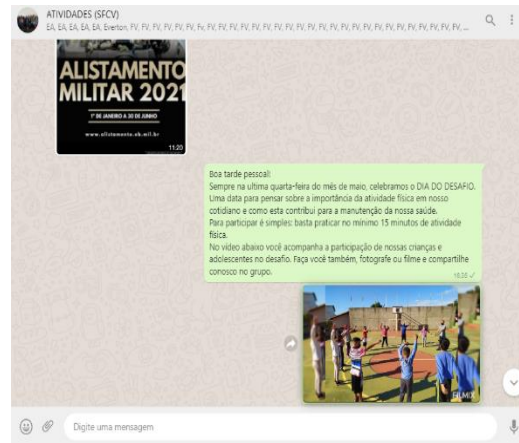 ATIVIDADES (SFCV)
EA, EA, EA, EA, EA, Everton, FV, FV, FV, FV, FV, Fv, FV, FV, FV, FV, FV, FV, FV, FV, FV, FV, FV, FV, FV, FV, FV, FV, FV, FV, ...
ALISTAMENTO
MILITAR 2021
1º DE JANEIRO A 30 DE JUNHO
www.alistamento.eb.mil.br
11:20
Boa tarde pessoal!
Sempre na ultima quarta-feira do mês de maio, celebramos o DIA DO DESAFIO.
Uma data para pensar sobre a importância da atividade física em nosso
cotidiano e como esta contribui para a manutenção da nossa saúde.
Para participar é simples: basta praticar no mínimo 15 minutos de atividade
física.
No vídeo abaixo você acompanha a participação de nossas crianças e
adolescentes no desafio. Faça você também, fotografe ou filme e compartilhe
conosco no grupo.
FILMIX
Digite uma mensagem